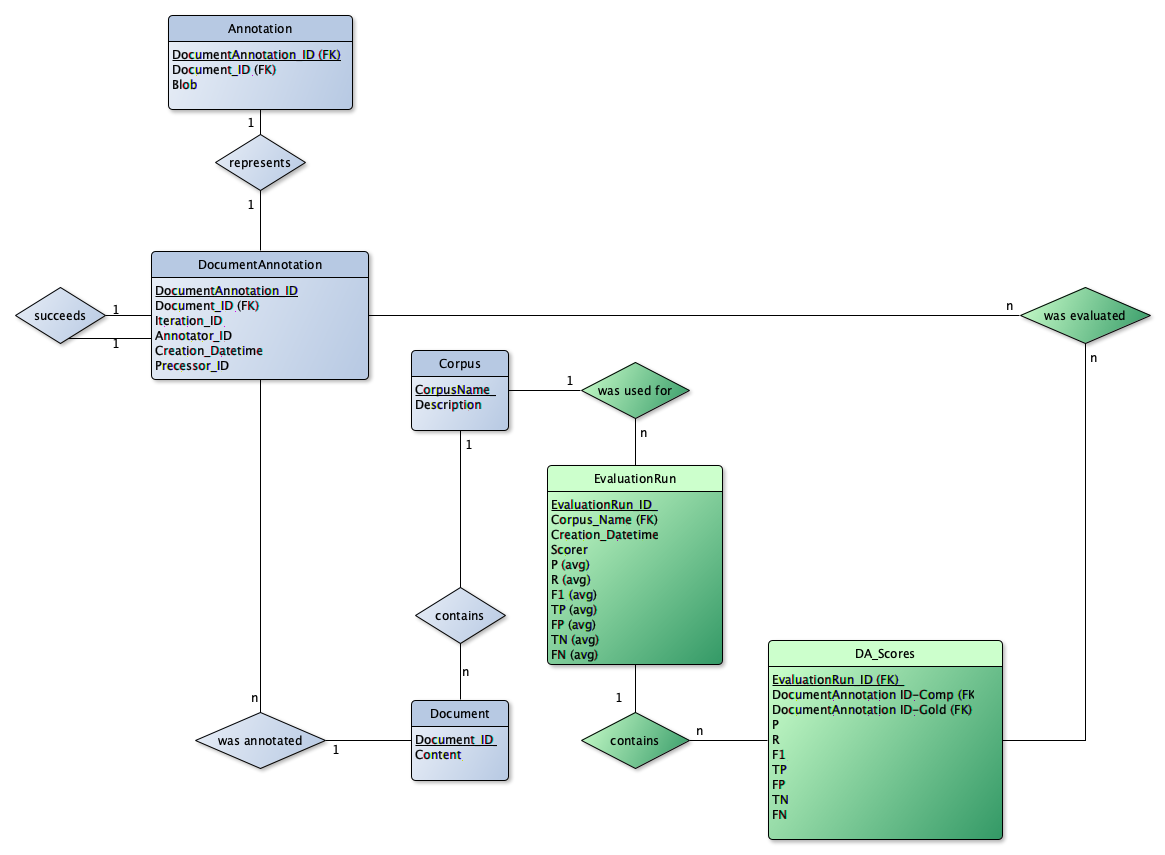 Annotation
DocumentAnnotation_ID (FK)
Document_ID (FK)
Blob
1
represents
1
DocumentAnnotation
DocumentAnnotation_ID
Document_ID (FK)
Iteration_ID
Annotator_ID
Creation_Datetime
Precessor_ID
succeeds
1
1
n
was evaluated
n
Corpus
CorpusName
Description
1
was used for
n
1
EvaluationRun
EvaluationRun_ID
Corpus_Name (FK)
Creation_Datetime
Scorer
P (avg)
R (avg)
F1 (avg)
TP (avg)
FP (avg)
TN (avg)
FN (avg)
contains
n
n
was annotated
1
Document
Document_ID
Content
1
contains
n
DA_Scores
EvaluationRun_ID (FK)
DocumentAnnotation ID-Comp (FK
DocumentAnnotation ID-Gold (FK)
P
R
F1
TP
FP
TN
FN